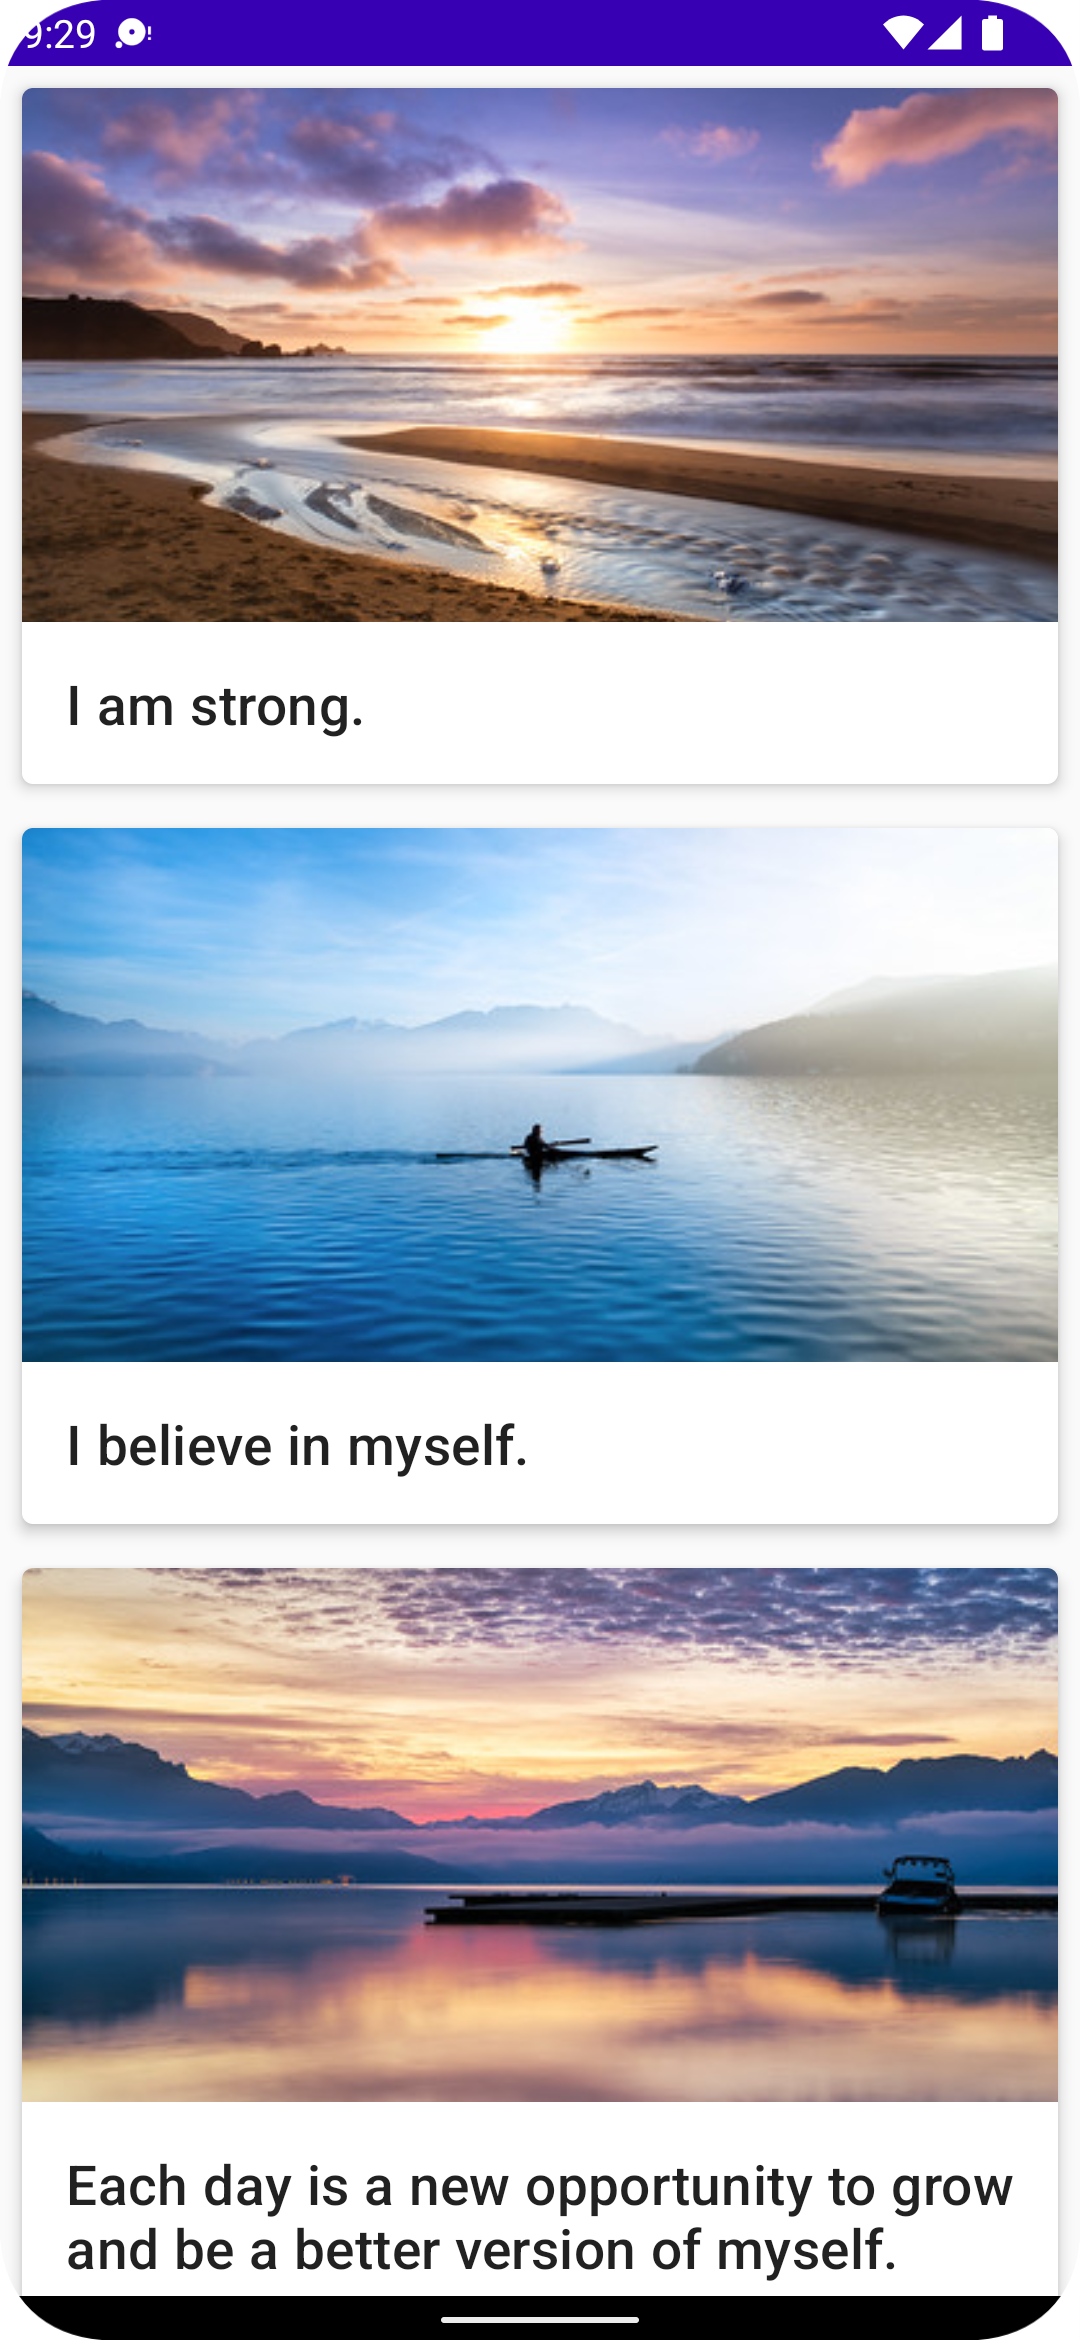 9:29
I am strong.
I believe in myself.
Each day is a new opportunity to grow
and be a better version of myself.